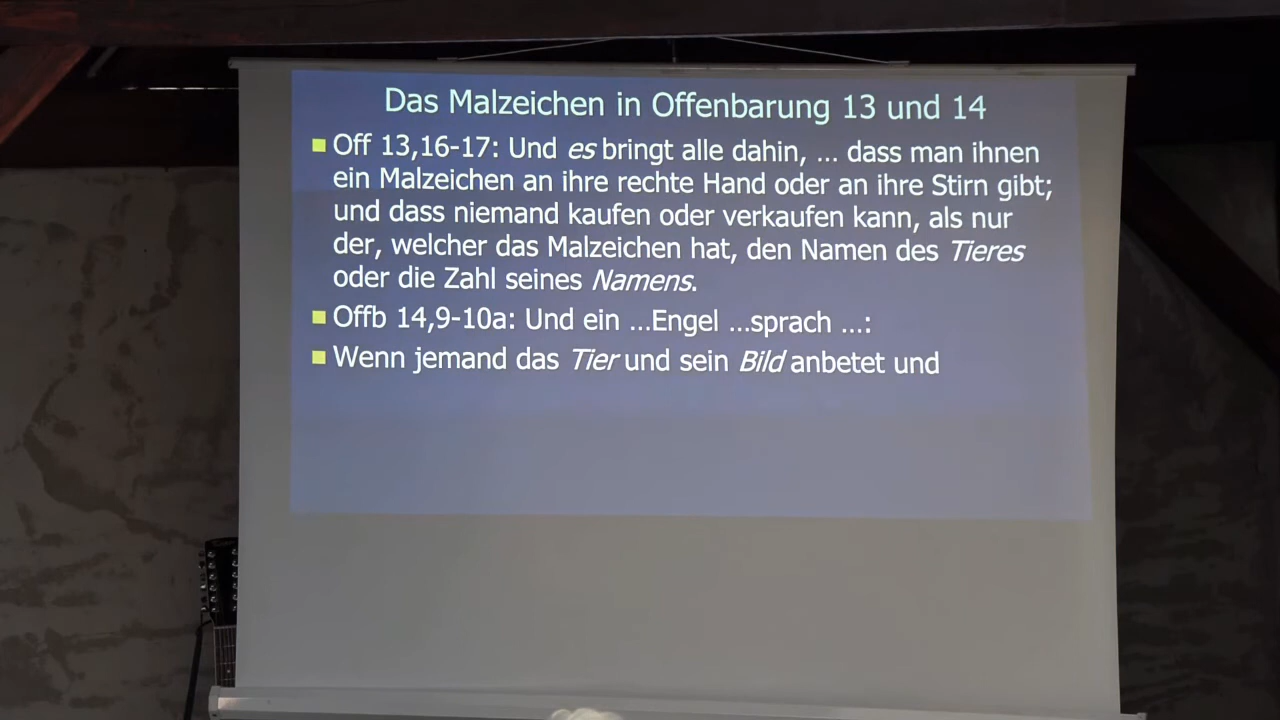 Das Malzeichen in Offenbarung 13 und 14
Off 13,16-17: Und es bringt alle dahin, ... dass man ihnen
ein Malzeichen an ihre rechte Hand oder an ihre Stirn gibt;
und dass niemand kaufen oder verkaufen kann, als nur
der, welcher das Malzeichen hat, den Namen des Tieres
oder die Zahl seines Namens.
Offb 14,9-10a: Und ein ...Engel ...sprach ...:
Wenn jemand das Tier und sein Bild anbetet und